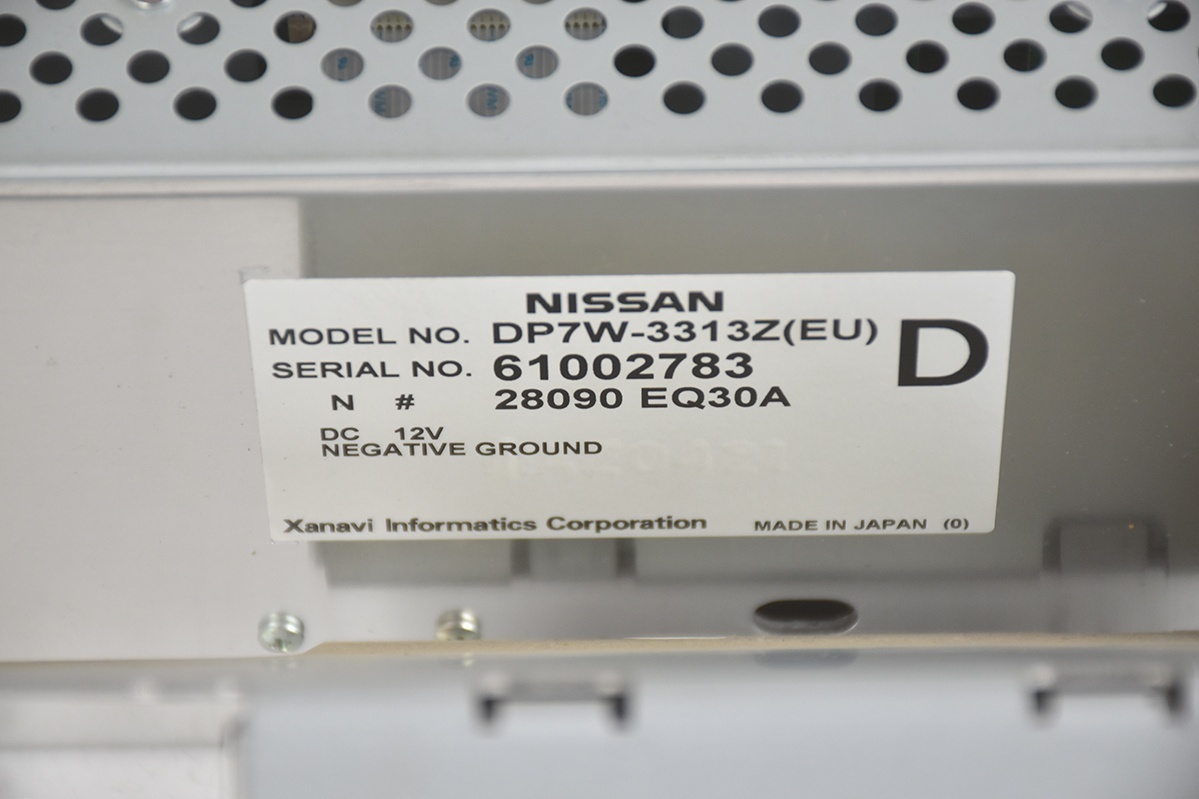 NISSAN
MODEL NO. DP7W-3313Z(EU)
D
SERIAL NO. 61002783
N # 28090 EQ30A
DC 12V
NEGATIVE GROUND
Xanavi Informatics Corporation MADE IN JAPAN (0)